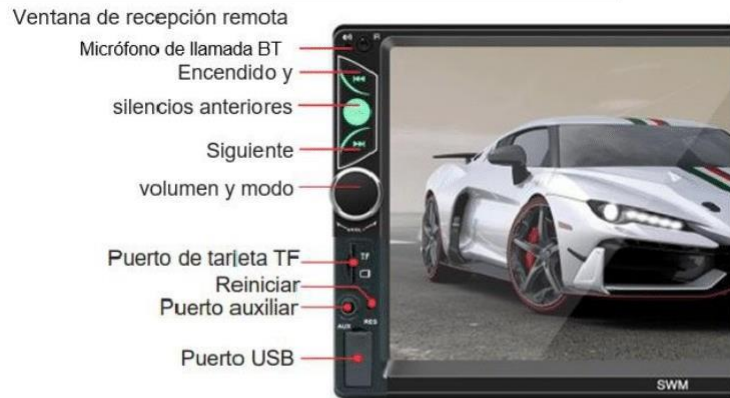 Ventana de recepción remota
Micrófono de llamada BT
Encendido y
silencios anteriores
Siguiente
volumen y modo
Puerto de tarjeta TF
TF
Reiniciar
Puerto auxiliar
AUX RES
Puerto USB
SWM